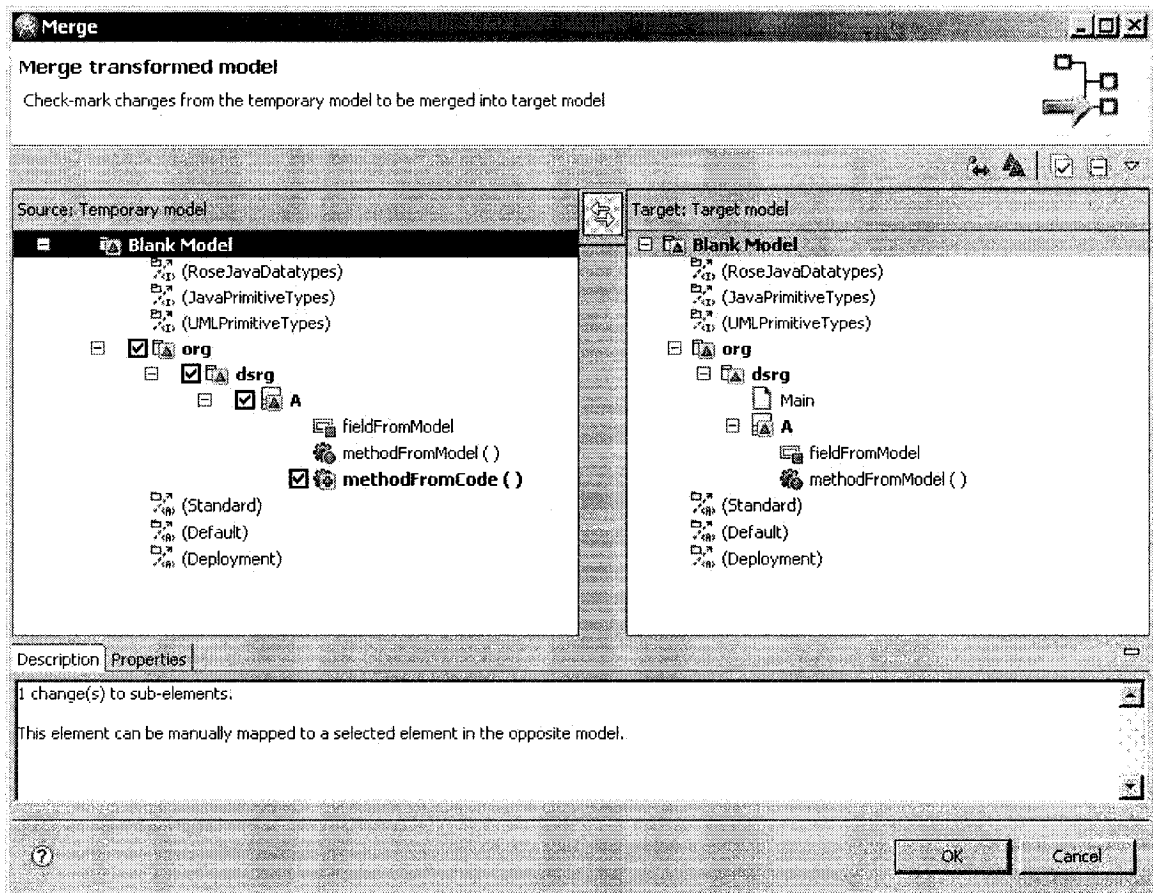 Merge
Merge transformed model
Check-mark changes from the temporary model to be merged into target model
Source: Temporary model
Blank Model
(RoseJavaDatatypes)
(JavaPrimitiveTypes)
(UMLPrimitiveTypes)
org
dsrg
A
fieldFromModel
methodFromModel ( )
methodFromCode ( )
(Standard)
(Default)
(Deployment)
Target: Target model
Blank Model
(RoseJavaDatatypes)
(JavaPrimitiveTypes)
(UMLPrimitiveTypes)
org
dsrg
Main
A
fieldFromModel
methodFromModel ( )
(Standard)
(Default)
(Deployment)
Description Properties
1 change(s) to sub-elements.
This element can be manually mapped to a selected element in the opposite model.
OK Cancel